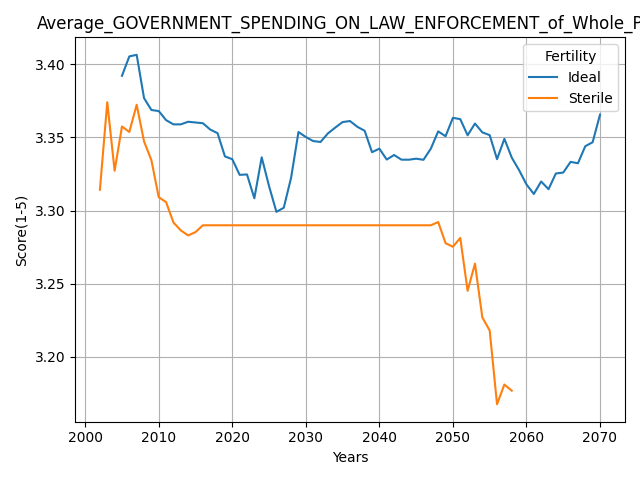 Average_GOVERNMENT_SPENDING_ON_LAW_ENFORCEMENT_of_Whole_P
Fertility
Ideal
Sterile
3.40
3.35
3.30
3.25
3.20
Score(1-5)
2000 2010 2020 2030 2040 2050 2060 2070
Years